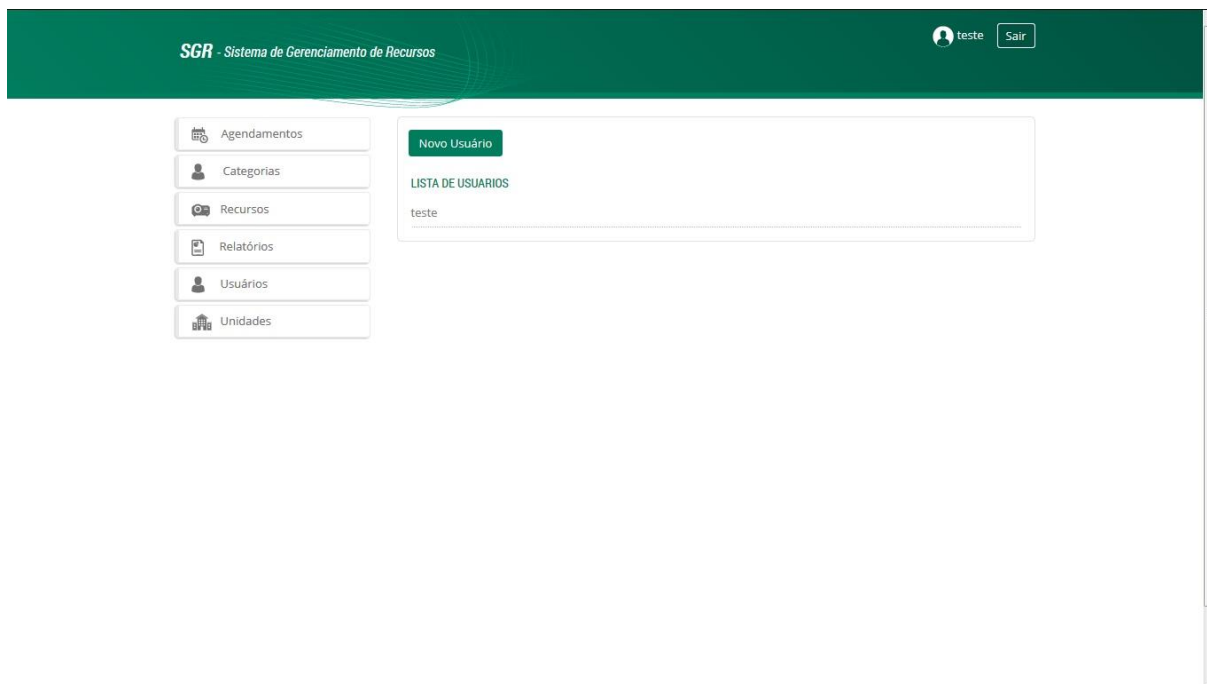 SGR - Sistema de Gerenciamento de Recursos
teste
Sair
Agendamentos
Categorias
Recursos
Relatórios
Usuários
Unidades
Novo Usuário
LISTA DE USUARIOS
teste